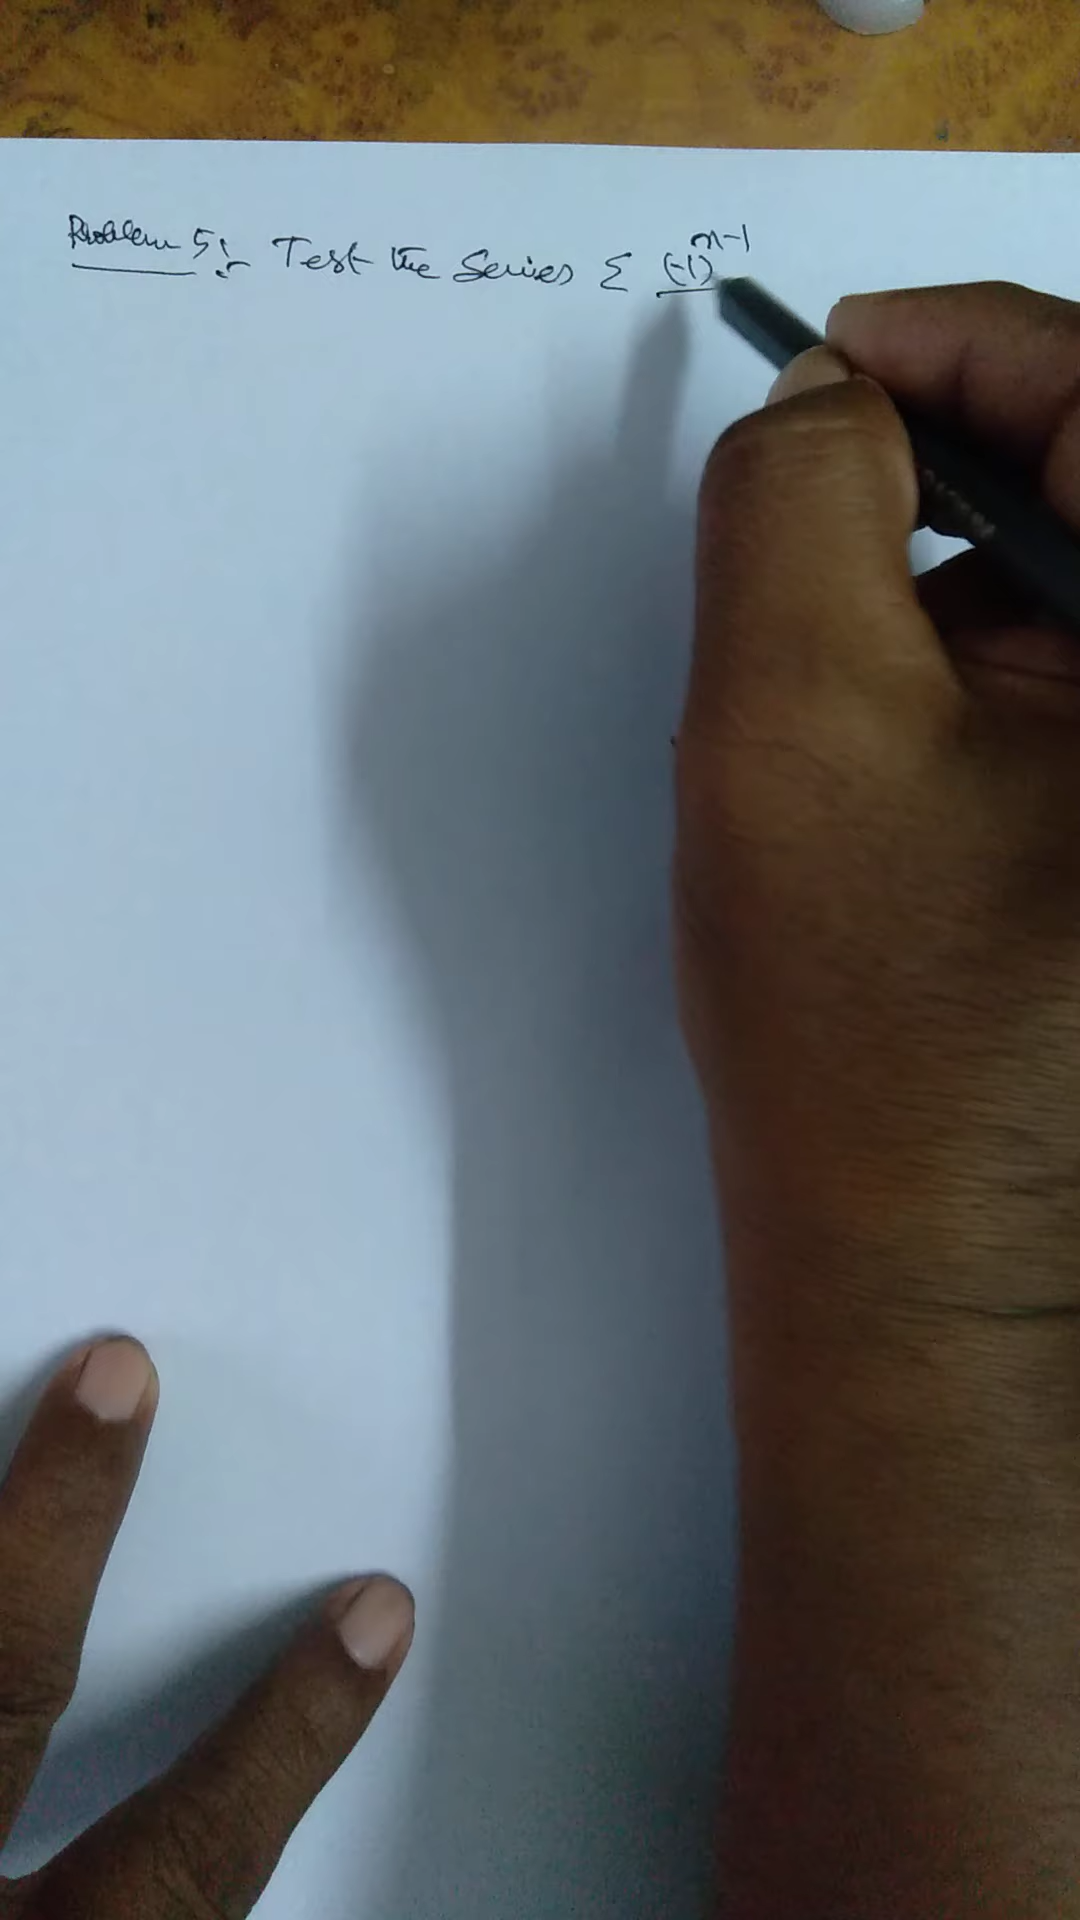 Problem 5:- Test the Series Σ (-1)^{n-1}